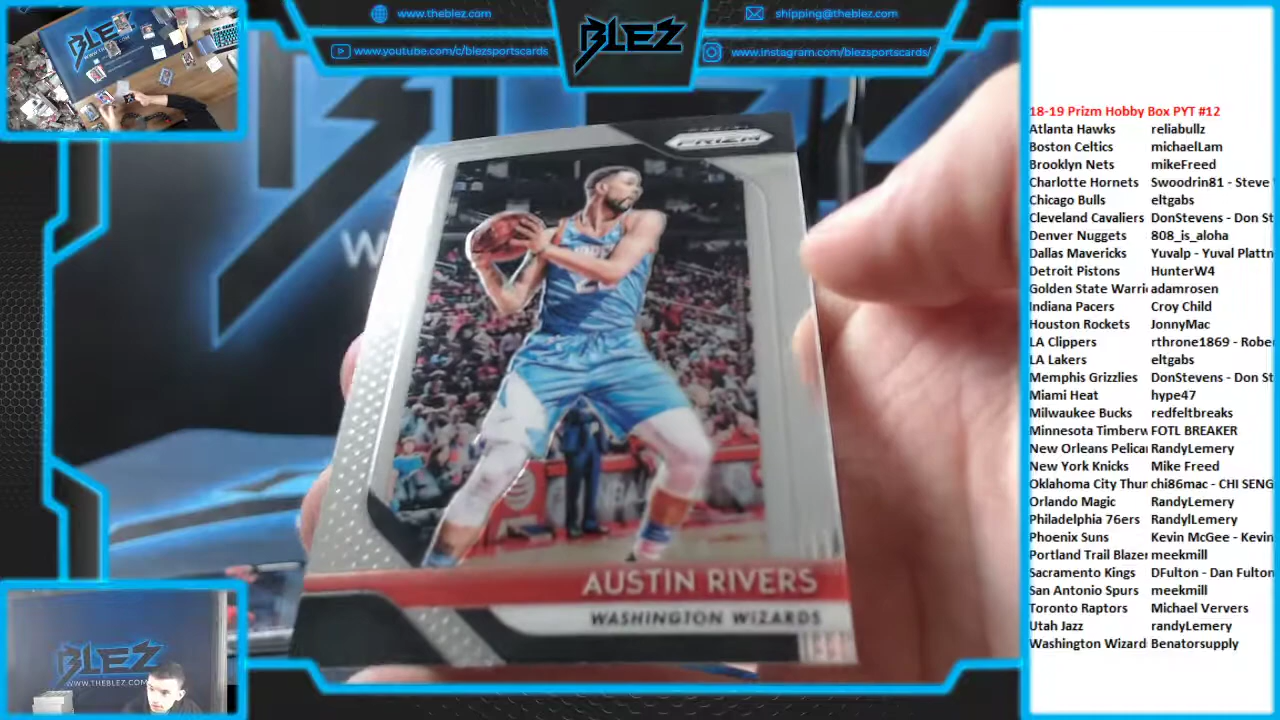 www.theblez.com
shipping@theblez.com
www.youtube.com/c/blezsportscards
BLEZ
www.instagram.com/blezsportscards/
PRIZM
AUSTIN RIVERS
WASHINGTON WIZARDS
BLEZ
WWW.THEBLEZ.COM
18-19 Prizm Hobby Box PYT #12
Atlanta Hawks reliabullz
Boston Celtics michaelLam
Brooklyn Nets mikeFreed
Charlotte Hornets Swoodrin81 - Steve
Chicago Bulls eltgabs
Cleveland Cavaliers DonStevens - Don St
Denver Nuggets 808_is_aloha
Dallas Mavericks Yuvalp - Yuval Plattn
Detroit Pistons HunterW4
Golden State Warri adamrosen
Indiana Pacers Croy Child
Houston Rockets JonnyMac
LA Clippers rthrone1869 - Robe
LA Lakers eltgabs
Memphis Grizzlies DonStevens - Don St
Miami Heat hype47
Milwaukee Bucks redfeltbreaks
Minnesota Timberw FOTL BREAKER
New Orleans Pelica RandyLemery
New York Knicks Mike Freed
Oklahoma City Thun chi86mac - CHI SENG
Orlando Magic RandyLemery
Philadelphia 76ers RandylLemery
Phoenix Suns Kevin McGee - Kevin
Portland Trail Blazer meekmill
Sacramento Kings DFulton - Dan Fulton
San Antonio Spurs meekmill
Toronto Raptors Michael Ververs
Utah Jazz randyLemery
Washington Wizard Benatorsupply